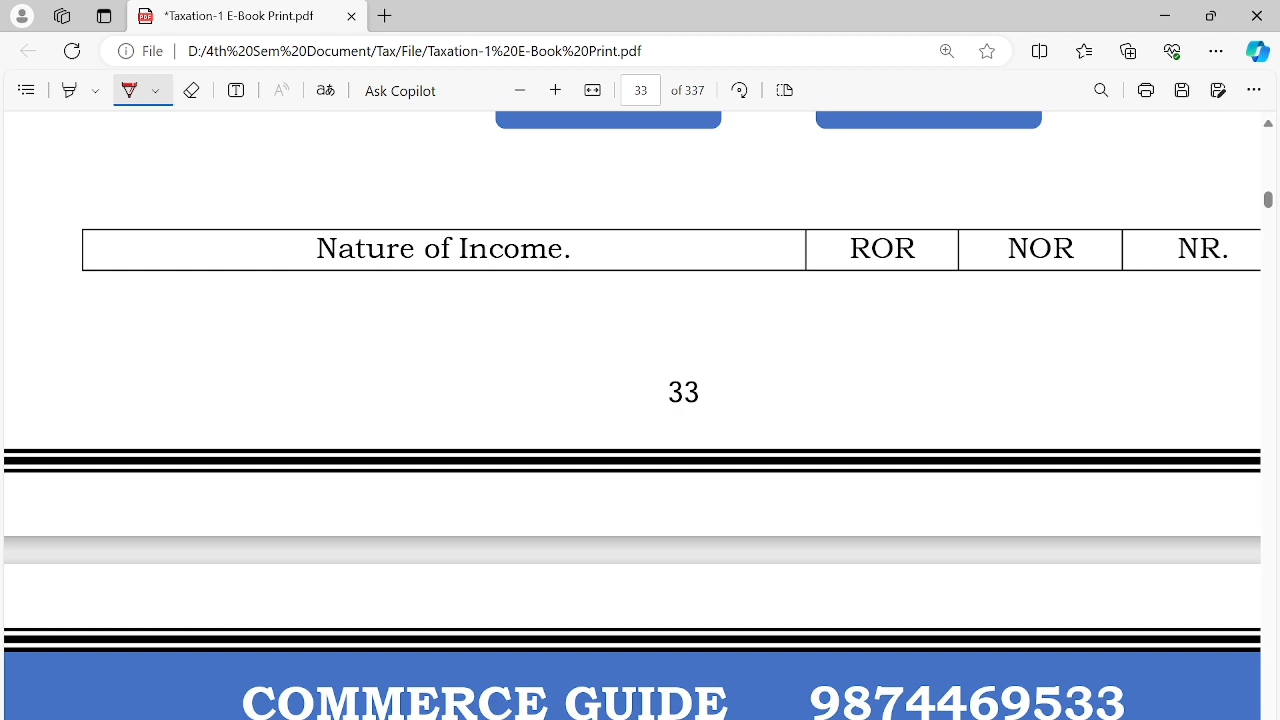 *Taxation-1 E-Book Print.pdf
File
D:/4th%20Sem%20Document/Tax/File/Taxation-1%20E-Book%20Print.pdf
Ask Copilot
33
of 337
Nature of Income.
ROR
NOR
NR.
33
COMMERCE GUIDE 9874469533